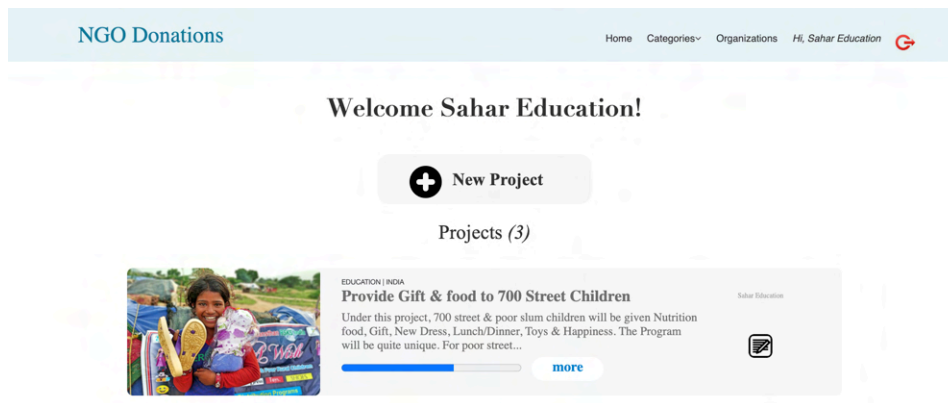 NGO Donations
Home Categories Organizations Hi, Sahar Education
Welcome Sahar Education!
New Project
Projects (3)
EDUCATION | INDIA
Provide Gift & food to 700 Street Children
Sahar Education
Under this project, 700 street & poor slum children will be given Nutrition
food, Gift, New Dress, Lunch/Dinner, Toys & Happiness. The Program
will be quite unique. For poor street...
more